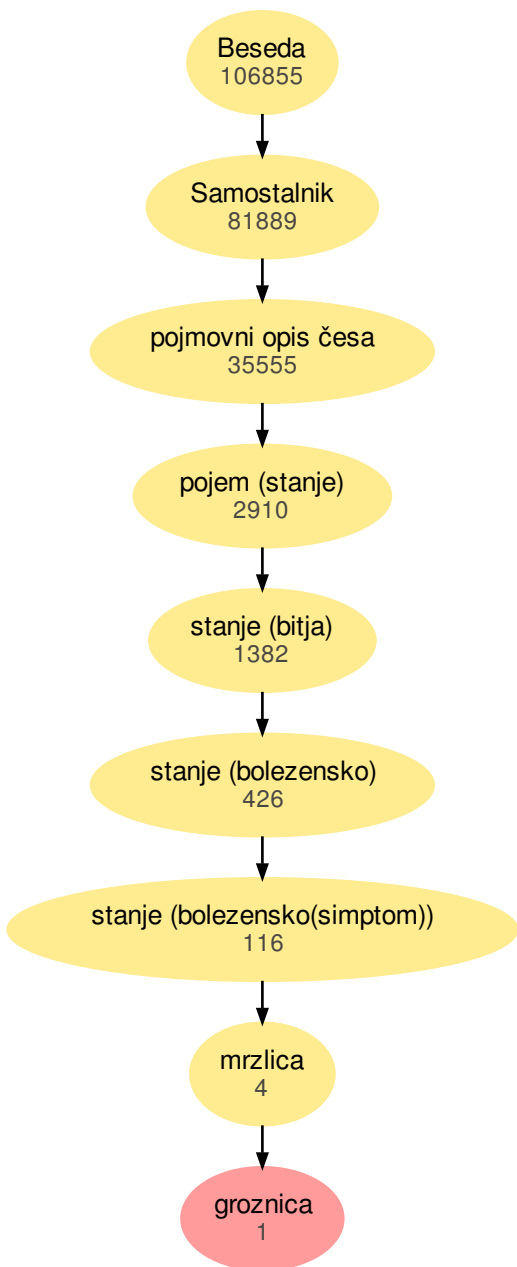 Beseda
106855
Samostalnik
81889
pojmovni opis česa
35555
pojem (stanje)
2910
stanje (bitja)
1382
stanje (bolezensko)
426
stanje (bolezensko(simptom))
116
mrzlica
4
groznica
1